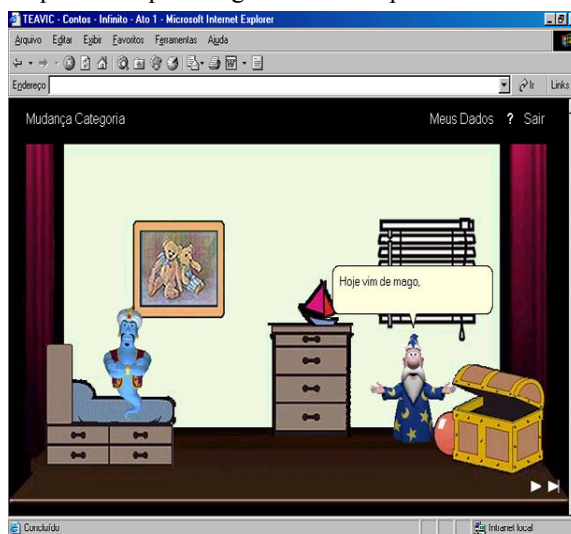 TEAVIC - Contos - Infinito - Ato 1 - Microsoft Internet Explorer
Arquivo Editar Exibir Favoritos Ferramentas Ajuda
Endereço Ir Links
Mudança Categoria Meus Dados ? Sair
Hoje vim de mago,
Concluído Intranet local